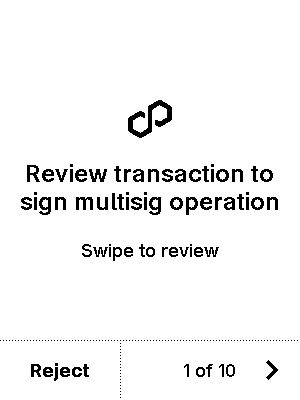 Review transaction to
sign multisig operation
Swipe to review
Reject
1 of 10